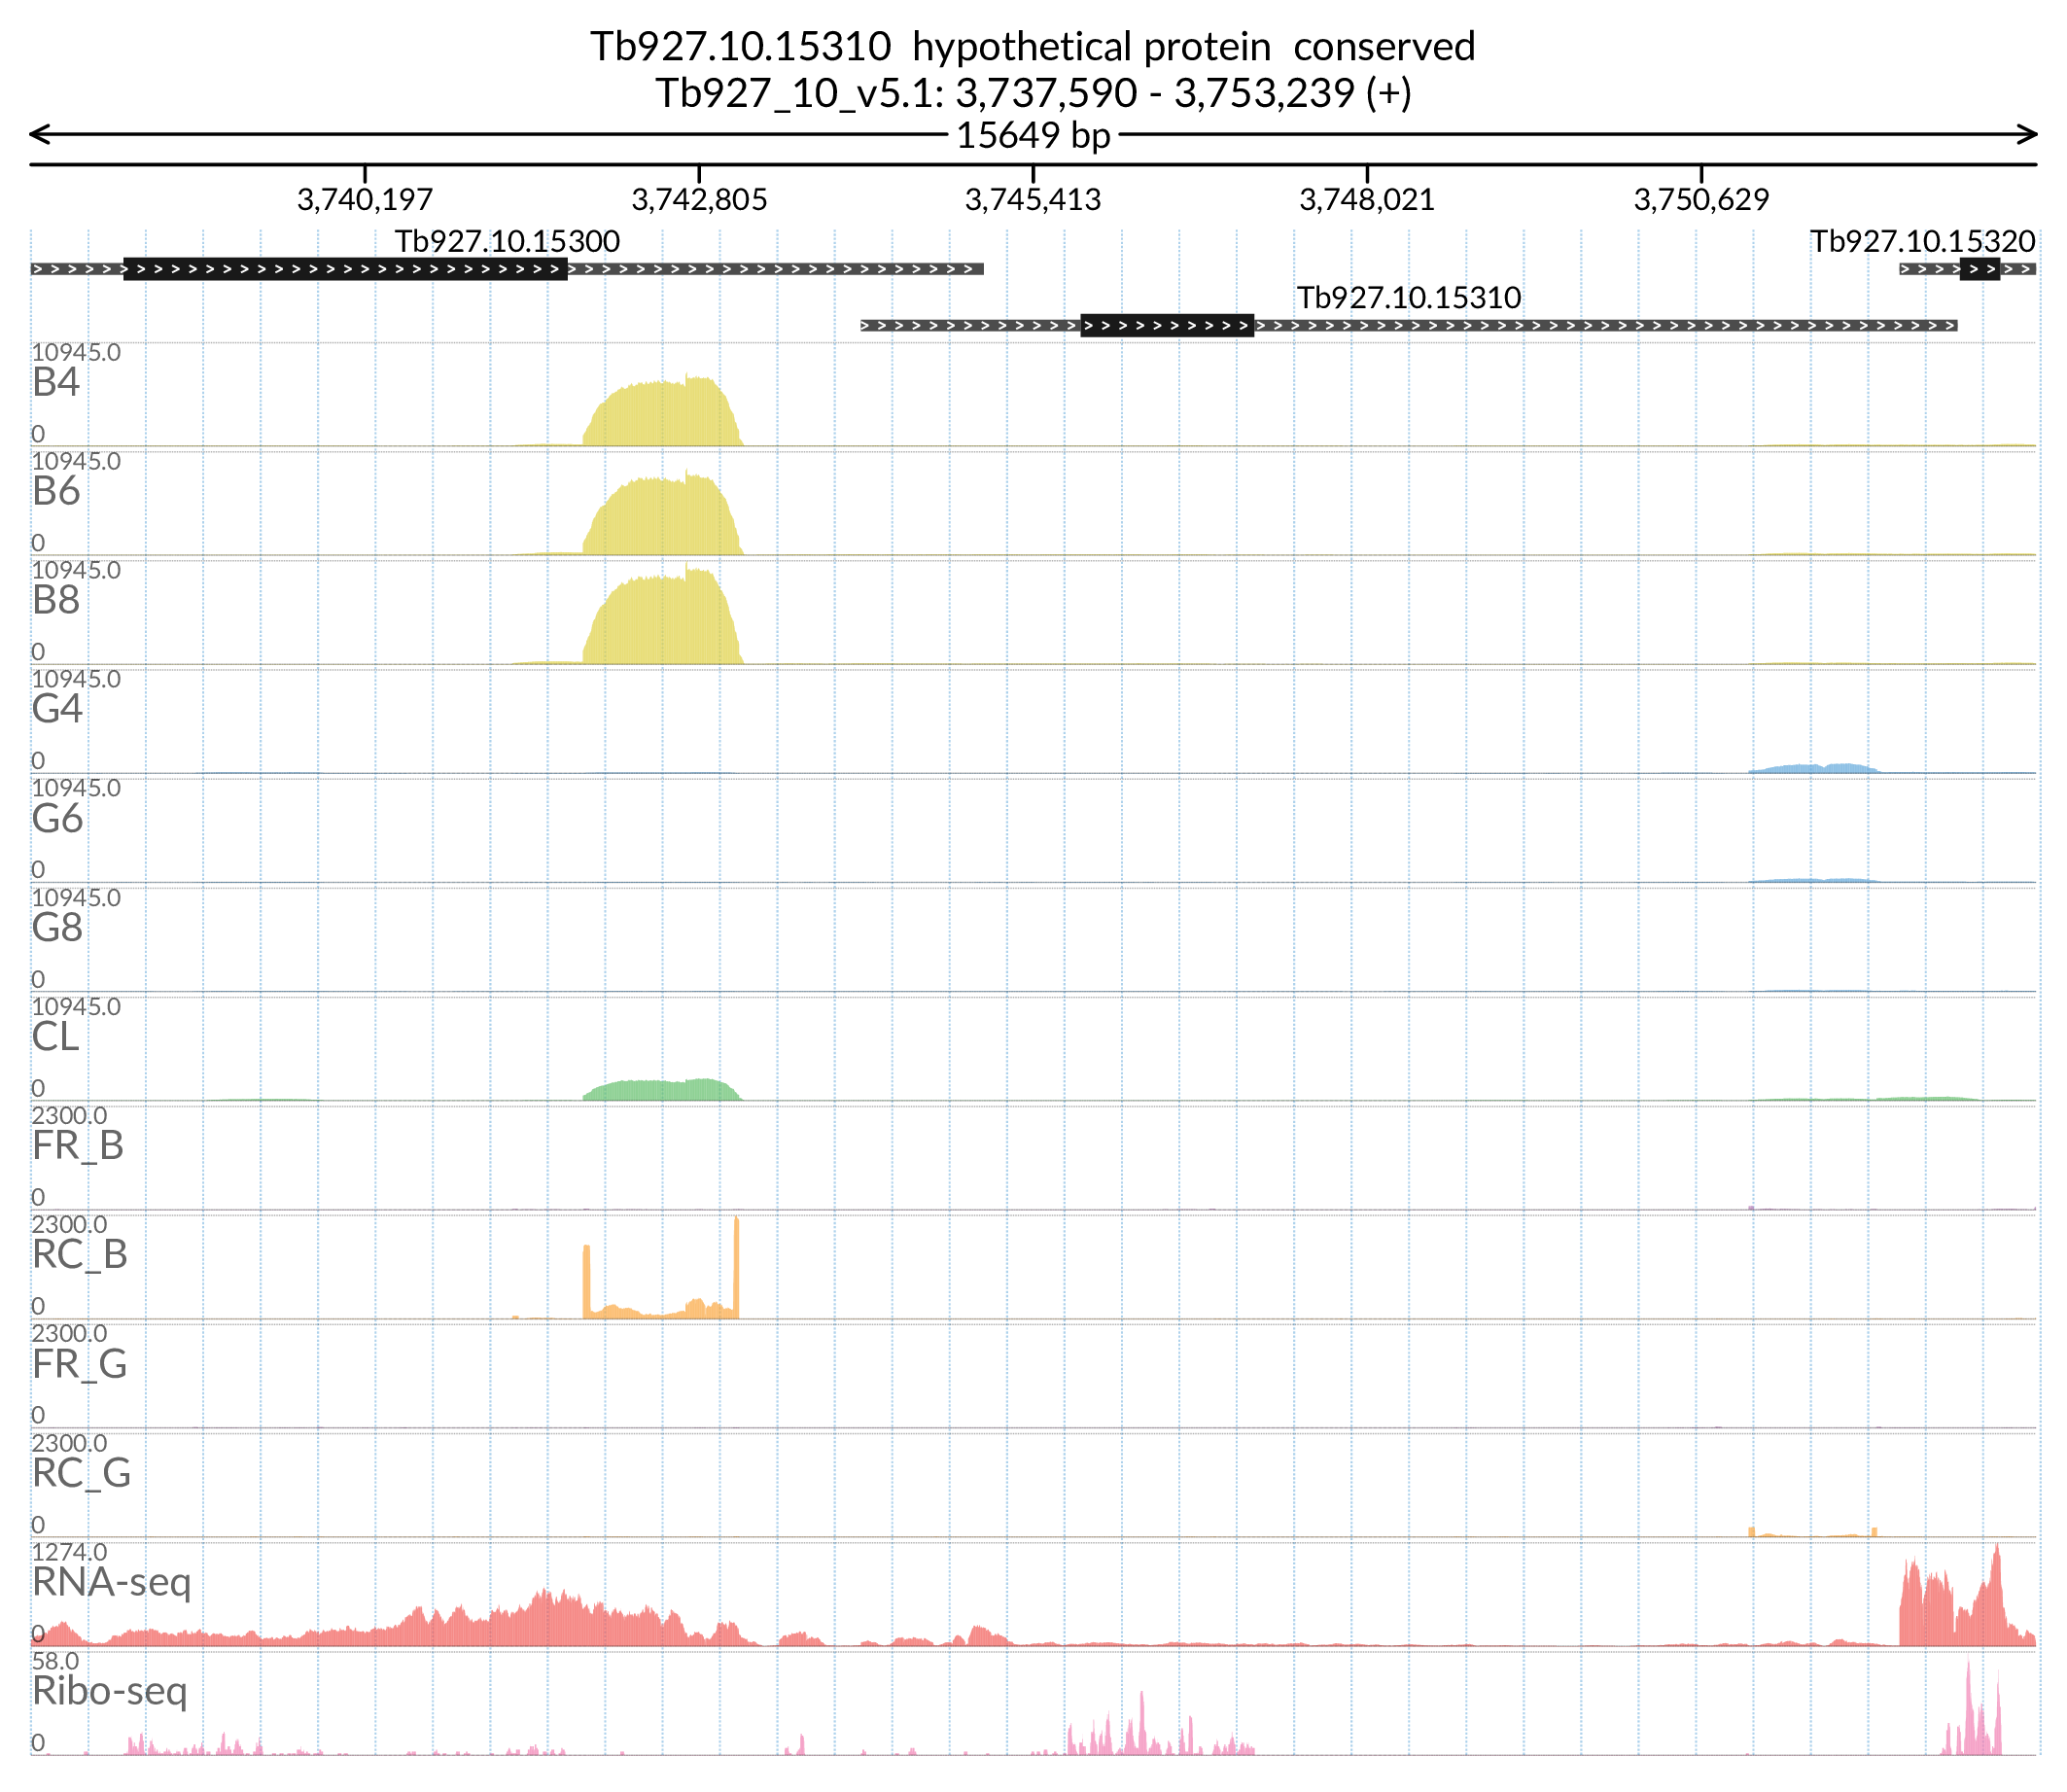 Tb927.10.15310  hypothetical protein  conserved
Tb927_10_v5.1: 3,737,590 - 3,753,239 (+)
15649 bp
3,740,197 3,742,805 3,745,413 3,748,021 3,750,629
Tb927.10.15300 Tb927.10.15320
Tb927.10.15310
10945.0
B4
0
10945.0
B6
0
10945.0
B8
0
10945.0
G4
0
10945.0
G6
0
10945.0
G8
0
10945.0
CL
0
2300.0
FR_B
0
2300.0
RC_B
0
2300.0
FR_G
0
2300.0
RC_G
0
1274.0
RNA-seq
0
58.0
Ribo-seq
0